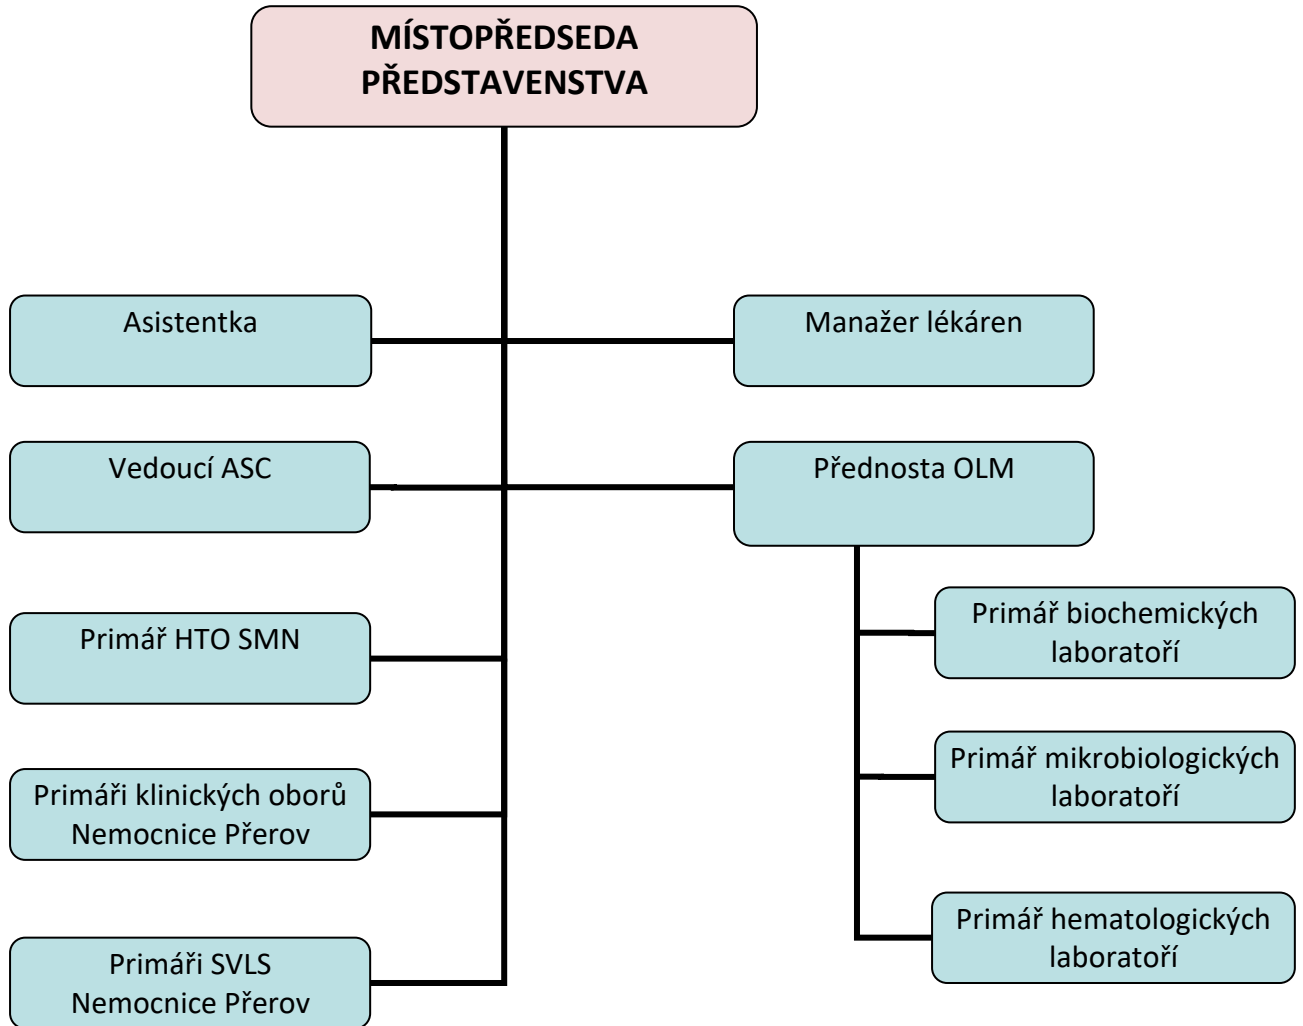 MÍSTOPŘEDSEDA
PŘEDSTAVENSTVA
Asistentka
Manažer lékáren
Vedoucí ASC
Přednosta OLM
Primář HTO SMN
Primář biochemických
laboratoří
Primář mikrobiologických
laboratoří
Primáři klinických oborů
Nemocnice Přerov
Primář hematologických
laboratoří
Primáři SVLS
Nemocnice Přerov